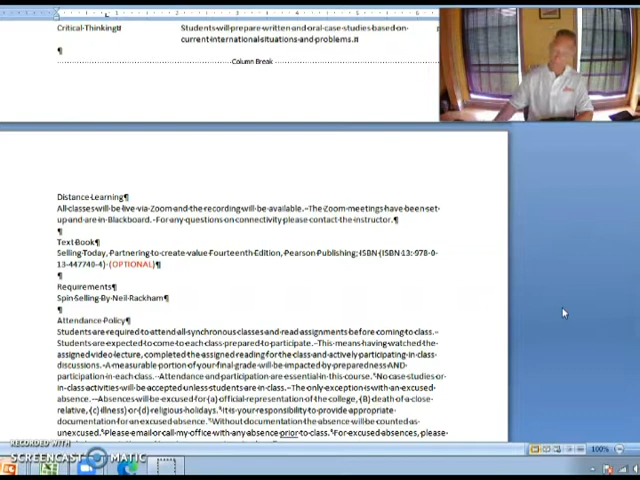 Critical·Thinking¶ Students·will·prepare·written·and·oral·case·studies·based·on·
current·international·situations·and·problems.¤
¶
Column Break
Distance·Learning¶
All·classes·will·be·live·via·Zoom·and·the·recording·will·be·available.··The·Zoom·meetings·have·been·set·
up·and·are·in·Blackboard.··For·any·questions·on·connectivity·please·contact·the·instructor.¶
¶
Text·Book¶
Selling·Today,·Partnering·to·create·value·Fourteenth·Edition,·Pearson·Publishing;·ISBN·(ISBN·13:·978-0-
13-447740-4)·(OPTIONAL)¶
¶
Requirements¶
Spin·Selling·By·Neil·Rackham¶
¶
Attendance·Policy¶
Students·are·required·to·attend·all·synchronous·classes·and·read·assignments·before·coming·to·class.··
Students·are·expected·to·come·to·each·class·prepared·to·participate.··This·means·having·watched·the·
assigned·video·lecture,·completed·the·assigned·reading·for·the·class·and·actively·participating·in·class·
discussions.··A·measurable·portion·of·your·final·grade·will·be·impacted·by·preparedness·AND·
participation·in·each·class.··Attendance·and·participation·are·essential·in·this·course.·No·case·studies·or·
in-class·activities·will·be·accepted·unless·students·are·in·class.··The·only·exception·is·with·an·excused·
absence.··Absences·will·be·excused·for·(a)·official·representation·of·the·college,·(B)·death·of·a·close·
relative,·(c)·illness)·or·(d)·religious·holidays.··It·is·your·responsibility·to·provide·appropriate·
documentation·for·an·excused·absence.··Without·documentation·the·absence·will·be·counted·as·
unexcused.··Please·email·or·call·my·office·with·any·absence·prior·to·class.··For·excused·absences,·please·
RECORDED WITH
SCREENCAST MATIC
100%